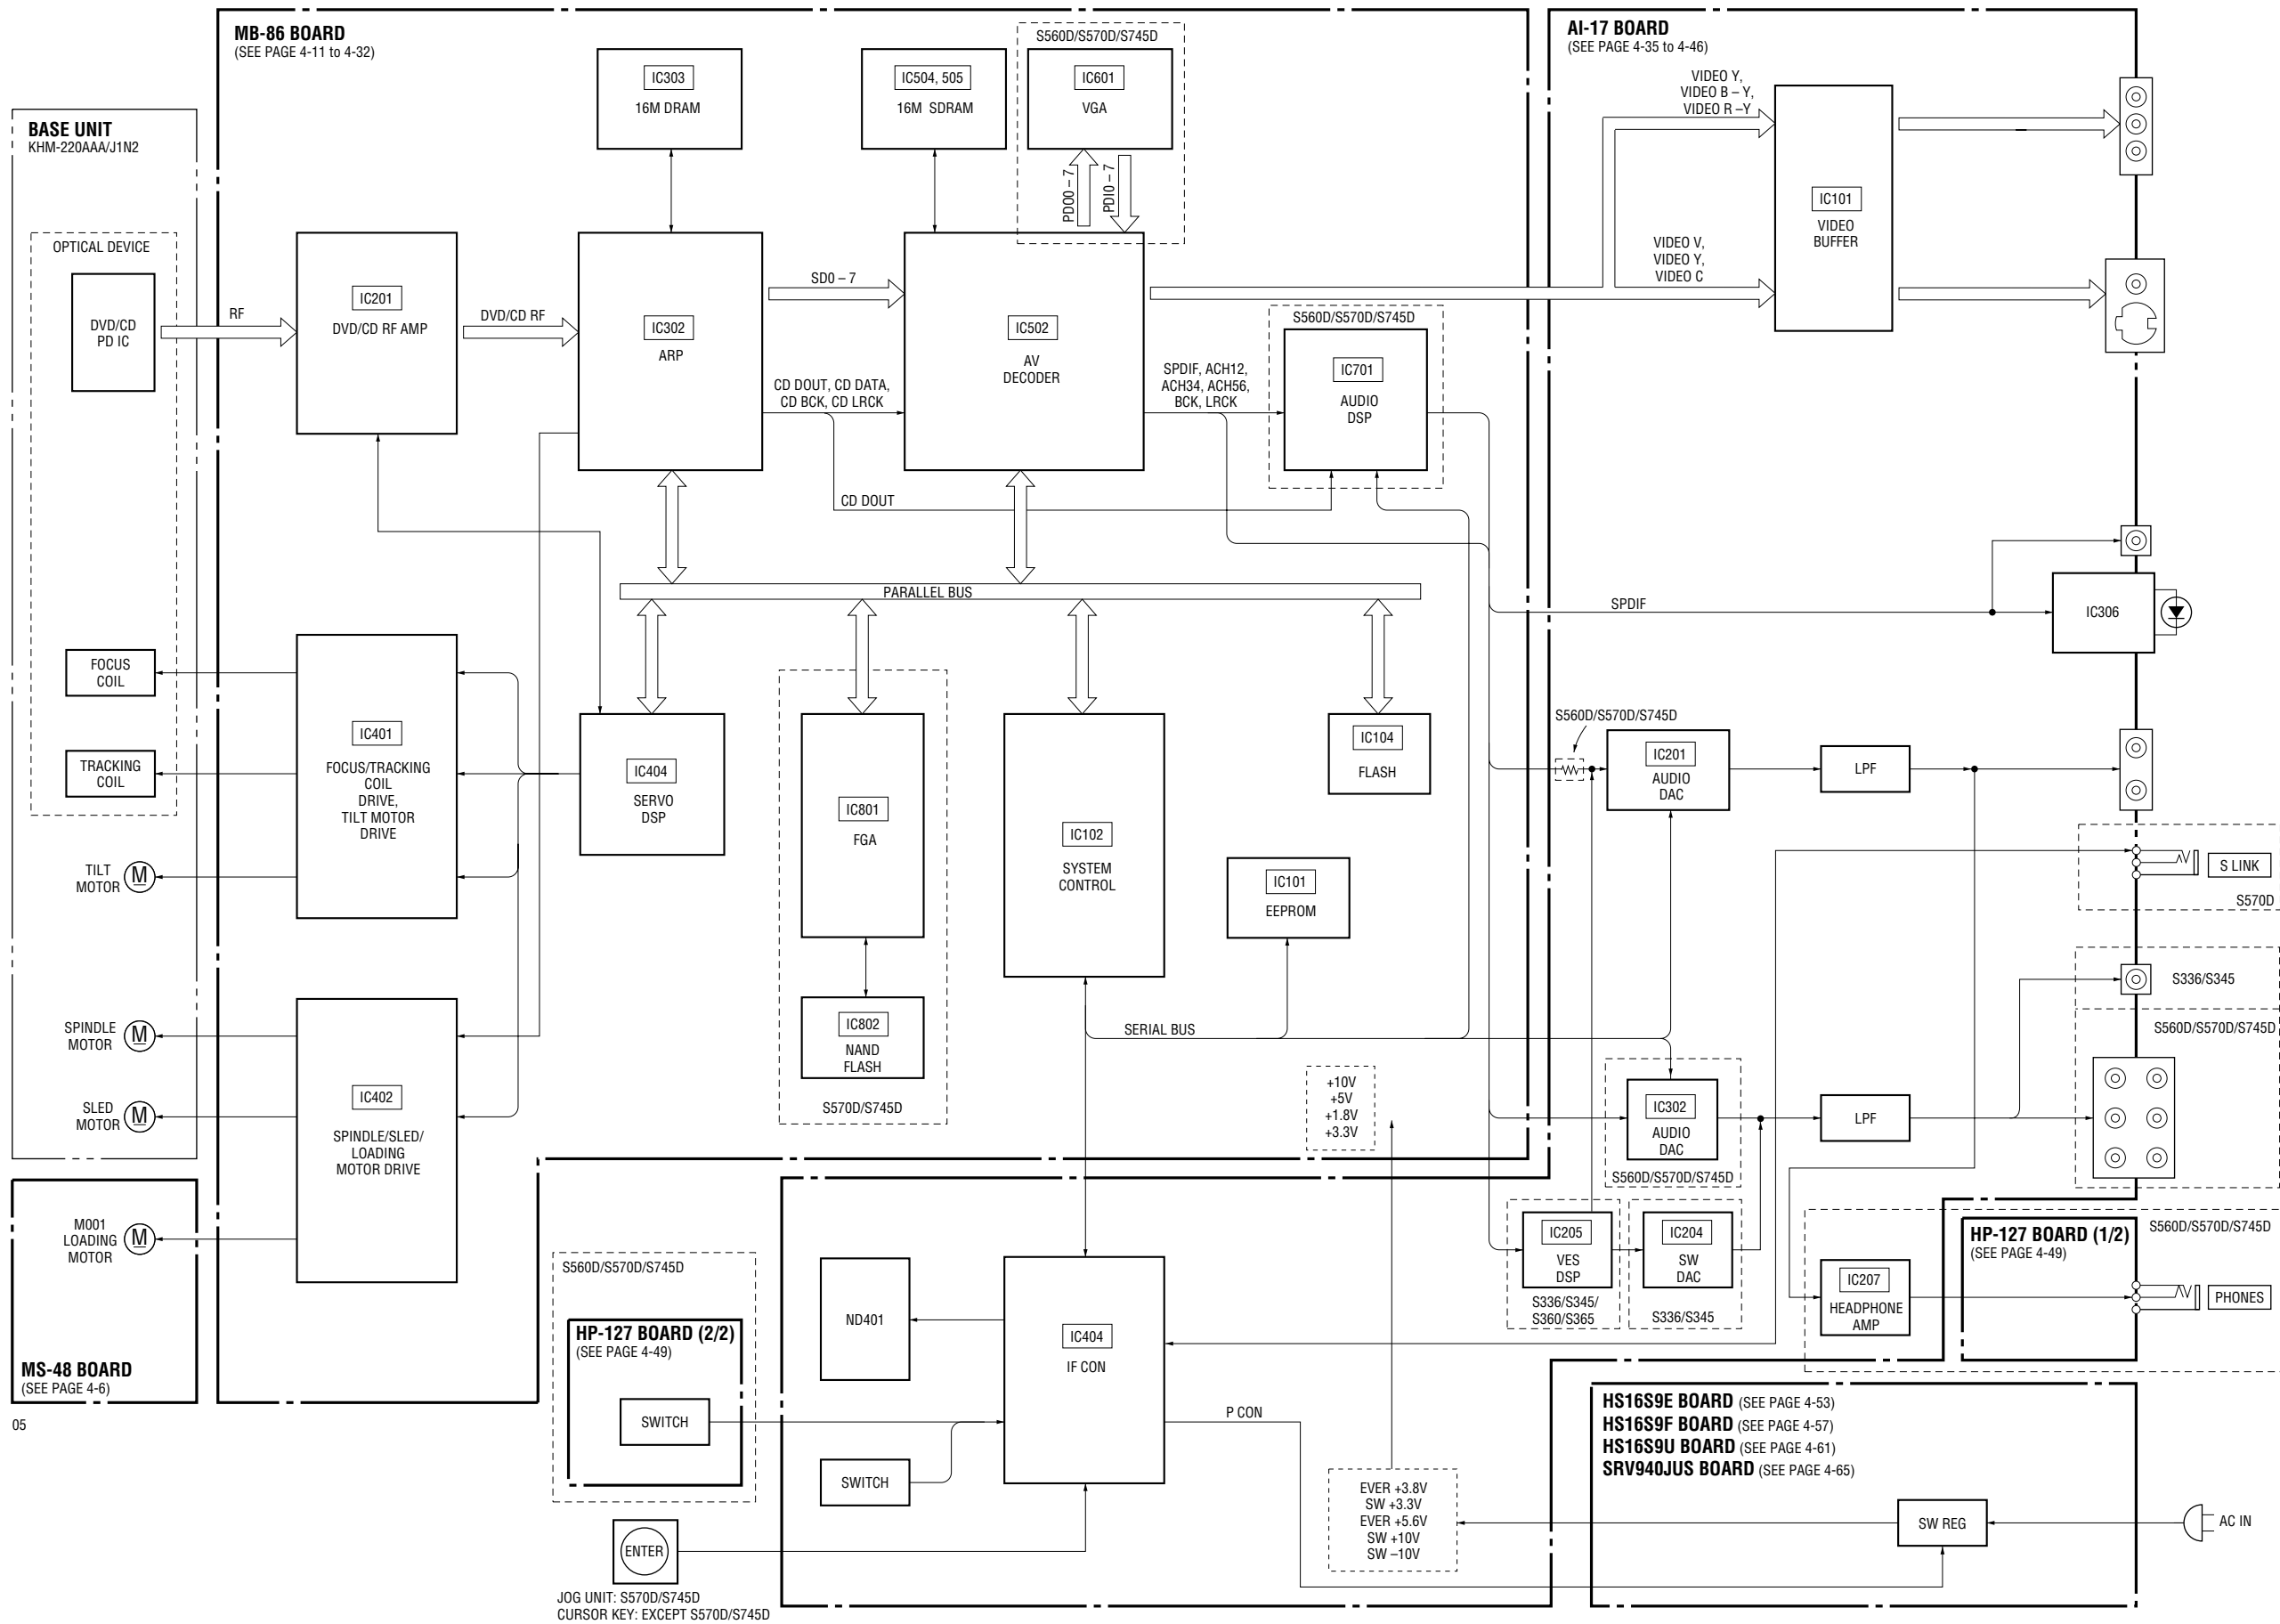 MB-86 BOARD
(SEE PAGE 4-11 to 4-32)
AI-17 BOARD
(SEE PAGE 4-35 to 4-46)
S560D/S570D/S745D
IC303
16M DRAM
IC504, 505
16M SDRAM
IC601
VGA
PDO0 – 7
PDI0 – 7
VIDEO Y,
VIDEO B – Y,
VIDEO R –Y
BASE UNIT
KHM-220AAA/J1N2
OPTICAL DEVICE
DVD/CD
PD IC
RF
IC201
DVD/CD RF AMP
DVD/CD RF
IC302
ARP
SD0 – 7
IC502
AV
DECODER
IC101
VIDEO
BUFFER
VIDEO V,
VIDEO Y,
VIDEO C
S560D/S570D/S745D
IC701
AUDIO
DSP
CD DOUT, CD DATA,
CD BCK, CD LRCK
SPDIF, ACH12,
ACH34, ACH56,
BCK, LRCK
CD DOUT
PARALLEL BUS
SPDIF
IC306
FOCUS
COIL
TRACKING
COIL
IC401
FOCUS/TRACKING
COIL
DRIVE,
TILT MOTOR
DRIVE
IC404
SERVO
DSP
IC801
FGA
IC102
SYSTEM
CONTROL
IC104
FLASH
S560D/S570D/S745D
IC201
AUDIO
DAC
LPF
TILT
MOTOR
M
IC101
EEPROM
S LINK
S570D
S336/S345
SPINDLE
MOTOR
M
IC802
NAND
FLASH
S570D/S745D
SERIAL BUS
S560D/S570D/S745D
SLED
MOTOR
M
IC402
SPINDLE/SLED/
LOADING
MOTOR DRIVE
+10V
+5V
+1.8V
+3.3V
IC302
AUDIO
DAC
S560D/S570D/S745D
LPF
M001
LOADING
MOTOR
M
MS-48 BOARD
(SEE PAGE 4-6)
S560D/S570D/S745D
HP-127 BOARD (2/2)
(SEE PAGE 4-49)
SWITCH
ND401
SWITCH
IC404
IF CON
IC205
VES
DSP
S336/S345/
S360/S365
IC204
SW
DAC
S336/S345
IC207
HEADPHONE
AMP
HP-127 BOARD (1/2)
(SEE PAGE 4-49)
S560D/S570D/S745D
PHONES
P CON
HS16S9E BOARD (SEE PAGE 4-53)
HS16S9F BOARD (SEE PAGE 4-57)
HS16S9U BOARD (SEE PAGE 4-61)
SRV940JUS BOARD (SEE PAGE 4-65)
EVER +3.8V
SW +3.3V
EVER +5.6V
SW +10V
SW –10V
SW REG
AC IN
ENTER
JOG UNIT: S570D/S745D
CURSOR KEY: EXCEPT S570D/S745D
05